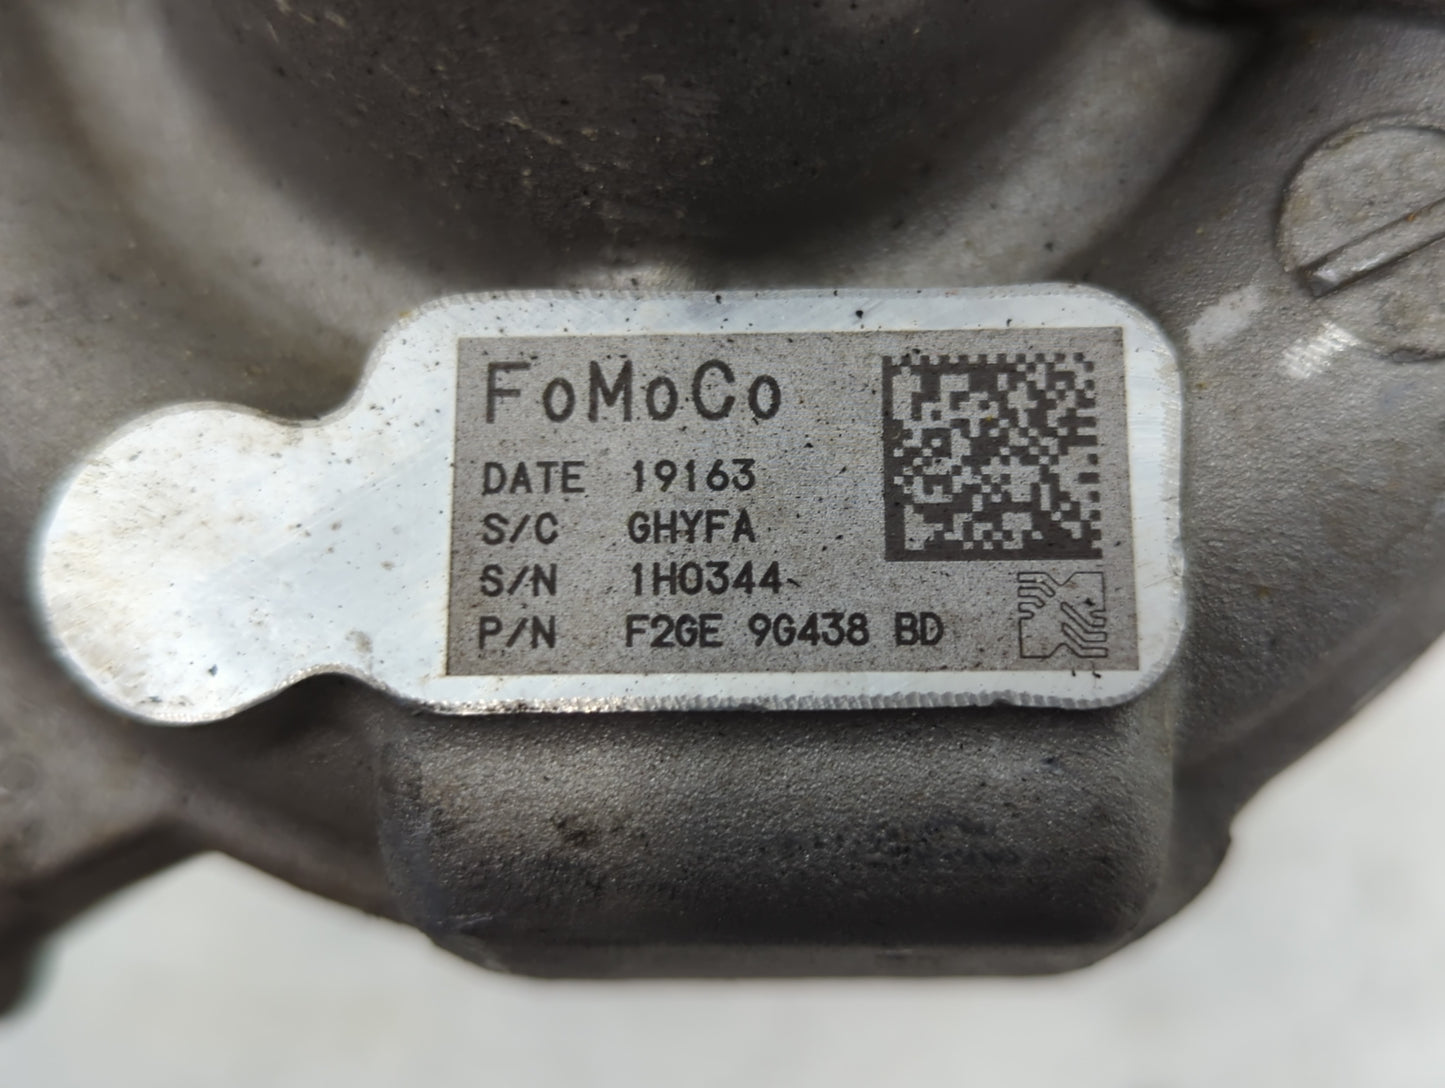 FoMoCo
DATE 19163
S/C GHYFA
S/N 1H0344
P/N F2GE 9G438 BD